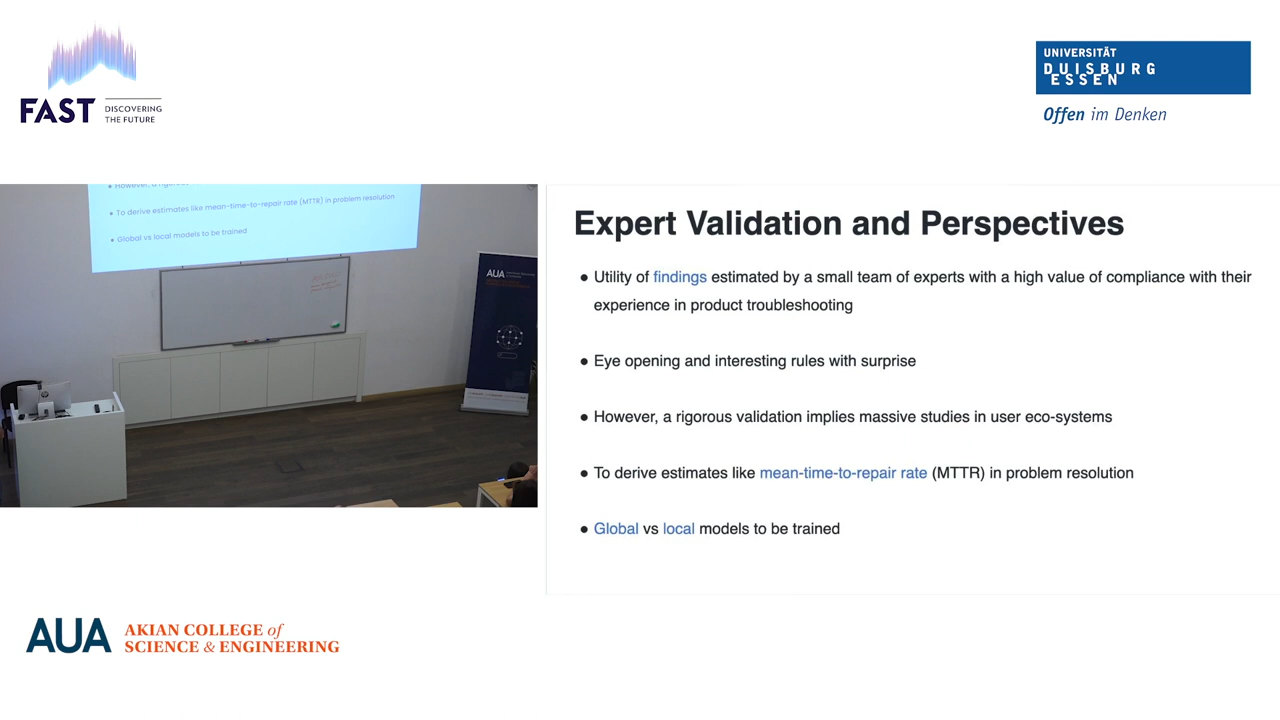 FAST
DISCOVERING
THE FUTURE
UNIVERSITÄT
DUISBURG
ESSEN
Offen im Denken
To derive estimates like mean-time-to-repair rate (MTTR) in problem resolution
Global vs local models to be trained
AUA
Expert Validation and Perspectives
● Utility of findings estimated by a small team of experts with a high value of compliance with their
experience in product troubleshooting
● Eye opening and interesting rules with surprise
● However, a rigorous validation implies massive studies in user eco-systems
● To derive estimates like mean-time-to-repair rate (MTTR) in problem resolution
● Global vs local models to be trained
AUA
AKIAN COLLEGE of
SCIENCE & ENGINEERING